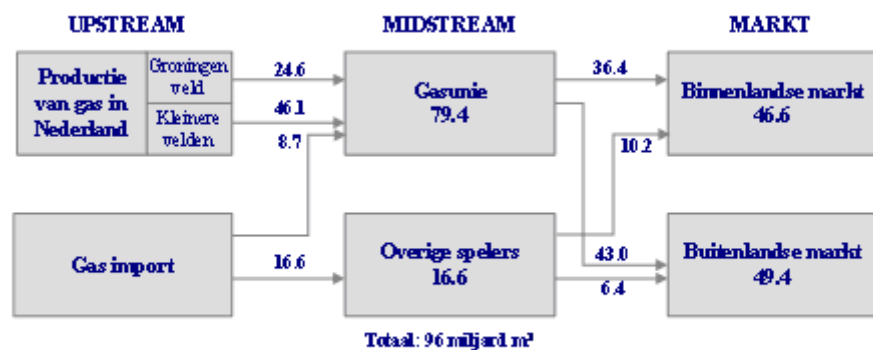 UPSTREAM
MIDSTREAM
MARKT
Productie
van gas in
Nederland
Groningen
veld
Kleinere
velden
24.6
46.1
8.7
Gasunie
79.4
36.4
10.2
Binnenlandse markt
46.6
Gas import
16.6
Overige spelers
16.6
43.0
6.4
Buitenlandse markt
49.4
Totaal: 96 miljard m³